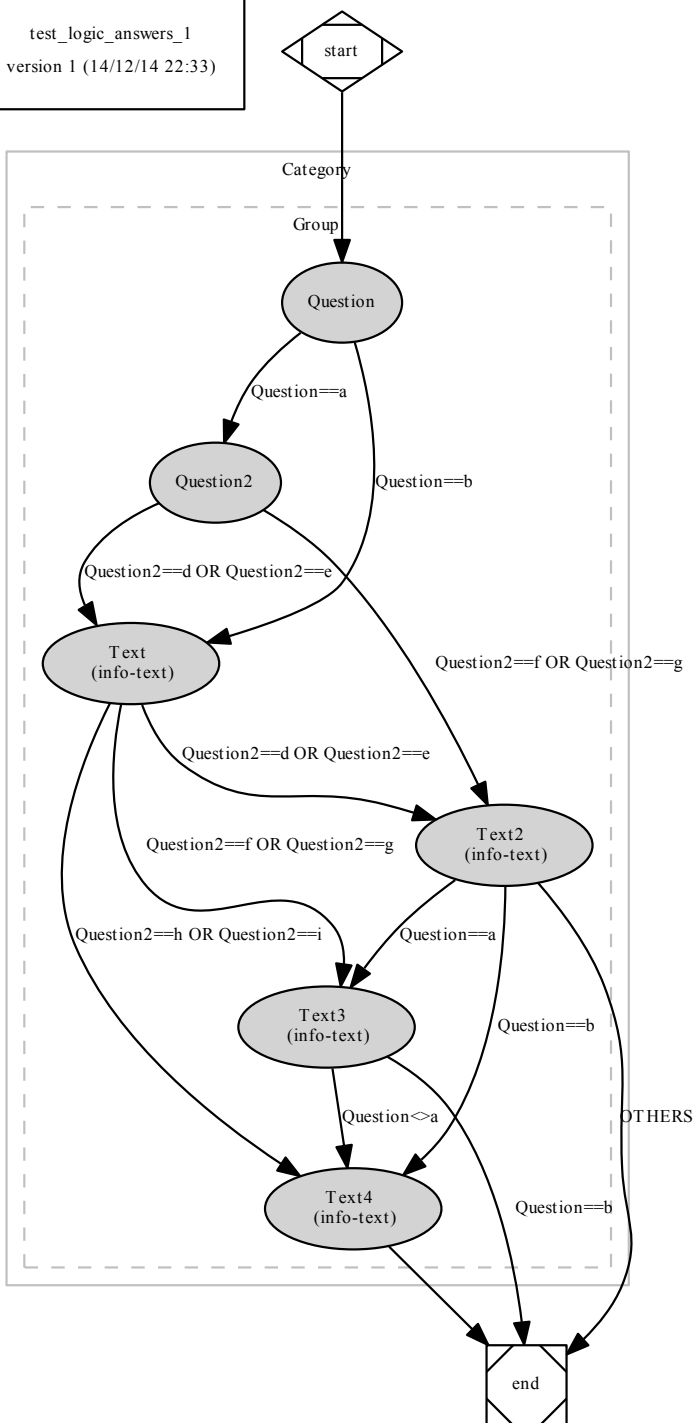 test_logic_answers_1
version 1 (14/12/14 22:33)
start
Category
Group
Question
Question==a
Question2
Question==b
Question2==d OR Question2==e
Text
(info-text)
Question2==f OR Question2==g
Question2==d OR Question2==e
Text2
(info-text)
Question2==f OR Question2==g
Question2==h OR Question2==i
Question==a
Text3
(info-text)
Question==b
Question<>a
OTHERS
Text4
(info-text)
Question==b
end